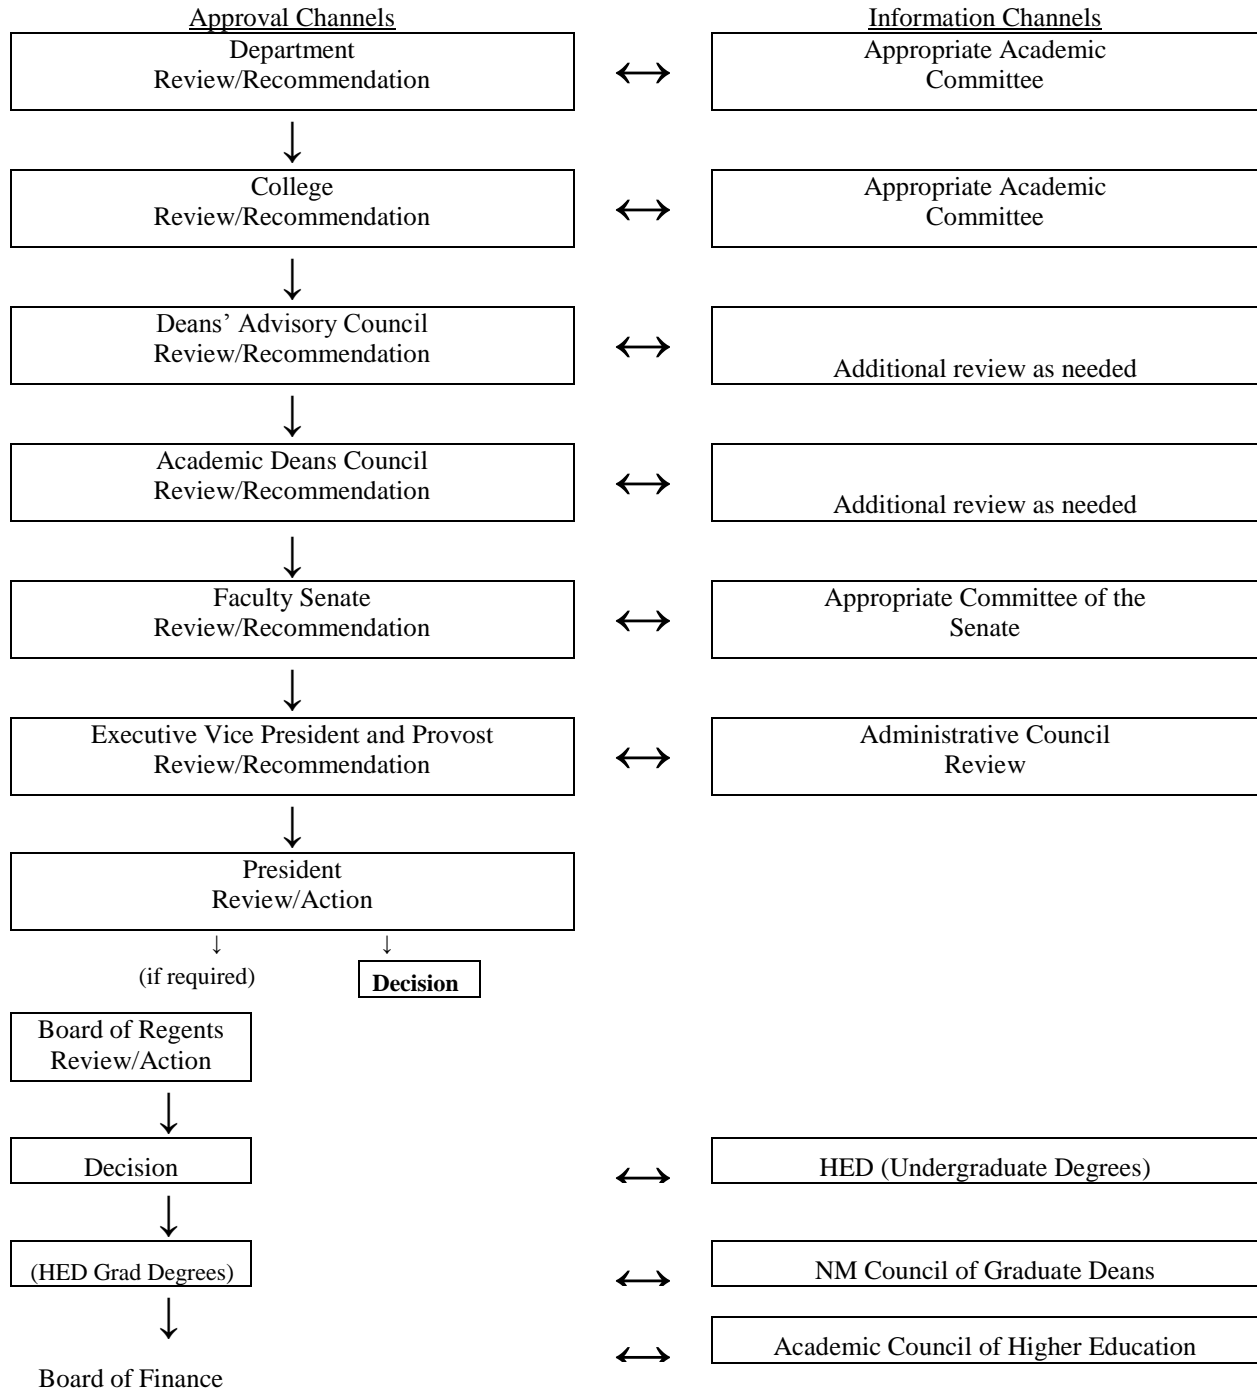 Approval Channels
Information Channels
Department
Review/Recommendation
Appropriate Academic
Committee
College
Review/Recommendation
Appropriate Academic
Committee
Deans’ Advisory Council
Review/Recommendation
Additional review as needed
Academic Deans Council
Review/Recommendation
Additional review as needed
Faculty Senate
Review/Recommendation
Appropriate Committee of the
Senate
Executive Vice President and Provost
Review/Recommendation
Administrative Council
Review
President
Review/Action
(if required)
Decision
Board of Regents
Review/Action
Decision
HED (Undergraduate Degrees)
(HED Grad Degrees)
NM Council of Graduate Deans
Academic Council of Higher Education
Board of Finance